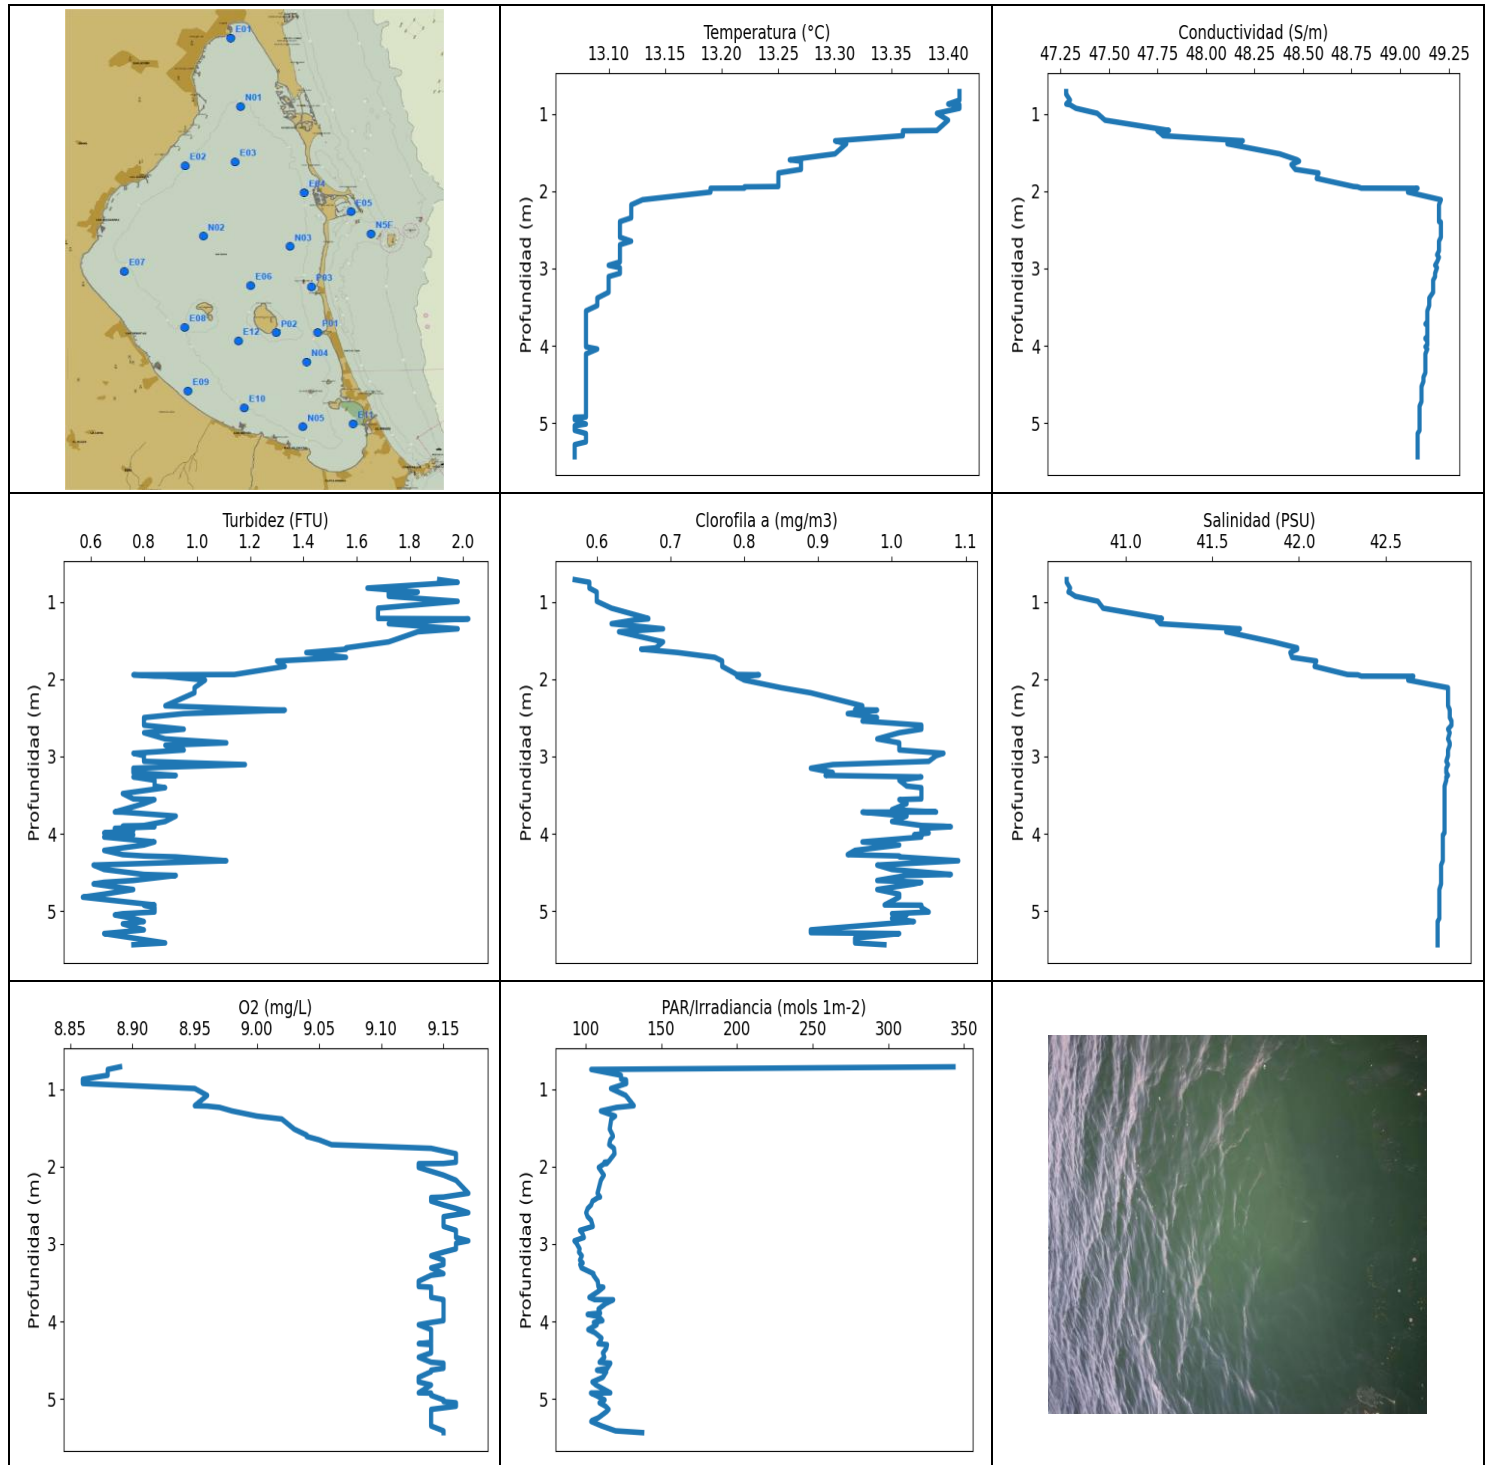 E01
N01
E02
E03
E04
E05
N5E
N02
N03
E07
E06
P03
E08
E12
P02
P01
N04
E09
E10
N05
E11
Temperatura (°C)
13.10 13.15 13.20 13.25 13.30 13.35 13.40
Profundidad (m)
1
2
3
4
5
Conductividad (S/m)
47.25 47.50 47.75 48.00 48.25 48.50 48.75 49.00 49.25
Profundidad (m)
1
2
3
4
5
Turbidez (FTU)
0.6 0.8 1.0 1.2 1.4 1.6 1.8 2.0
Profundidad (m)
1
2
3
4
5
Clorofila a (mg/m3)
0.6 0.7 0.8 0.9 1.0 1.1
Profundidad (m)
1
2
3
4
5
Salinidad (PSU)
41.0 41.5 42.0 42.5
Profundidad (m)
1
2
3
4
5
O2 (mg/L)
8.85 8.90 8.95 9.00 9.05 9.10 9.15
Profundidad (m)
1
2
3
4
5
PAR/Irradiancia (mols 1m-2)
100 150 200 250 300 350
Profundidad (m)
1
2
3
4
5